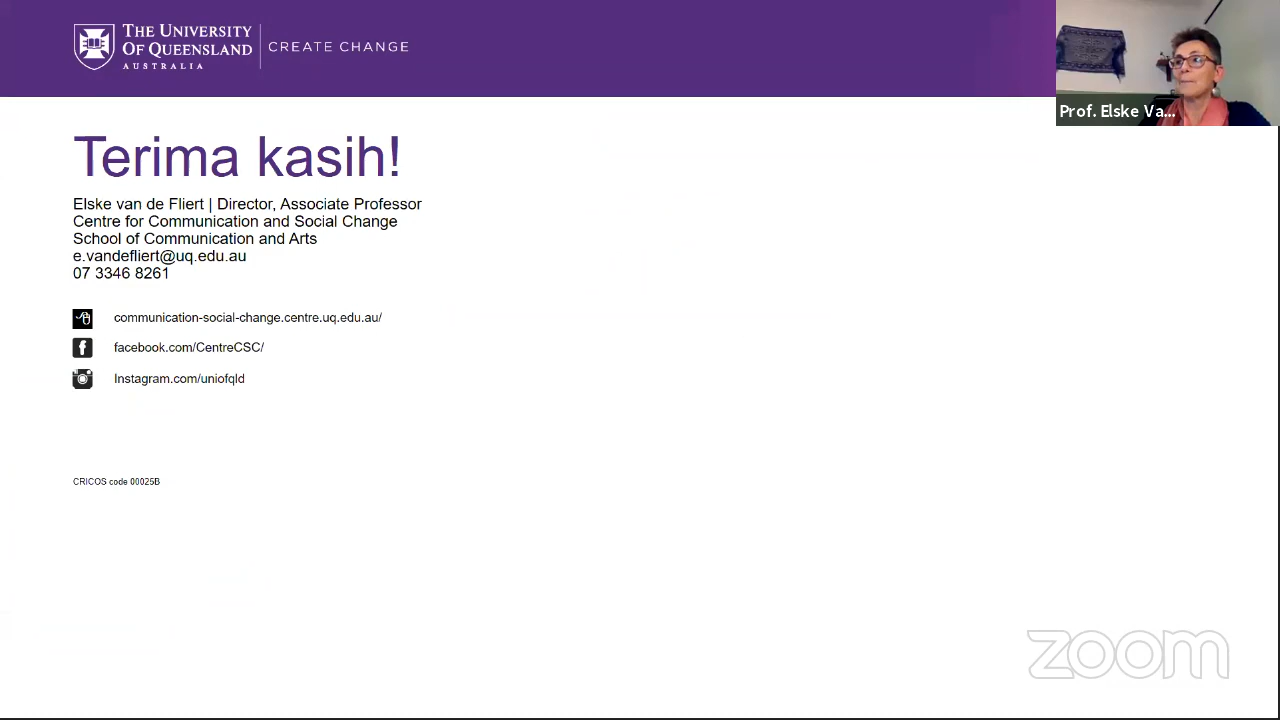 THE UNIVERSITY
OF QUEENSLAND
AUSTRALIA
CREATE CHANGE
Prof. Elske Va...
Terima kasih!
Elske van de Fliert | Director, Associate Professor
Centre for Communication and Social Change
School of Communication and Arts
e.vandefliert@uq.edu.au
07 3346 8261
communication-social-change.centre.uq.edu.au/
facebook.com/CentreCSC/
Instagram.com/uniofqld
CRICOS code 00025B
zoom